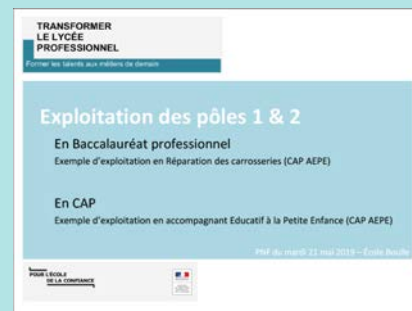 TRANSFORMER
LE LYCÉE
PROFESSIONNEL
Former les talents aux métiers de demain
Exploitation des pôles 1 & 2
En Baccalauréat professionnel
Exemple d'exploitation en Réparation des carrosseries (CAP AEPE)
En CAP
Exemple d'exploitation en accompagnant Educatif à la Petite Enfance (CAP AEPE)
PNF du mardi 21 mai 2019 – École Boulle
POUR L'ÉCOLE
DE LA CONFIANCE